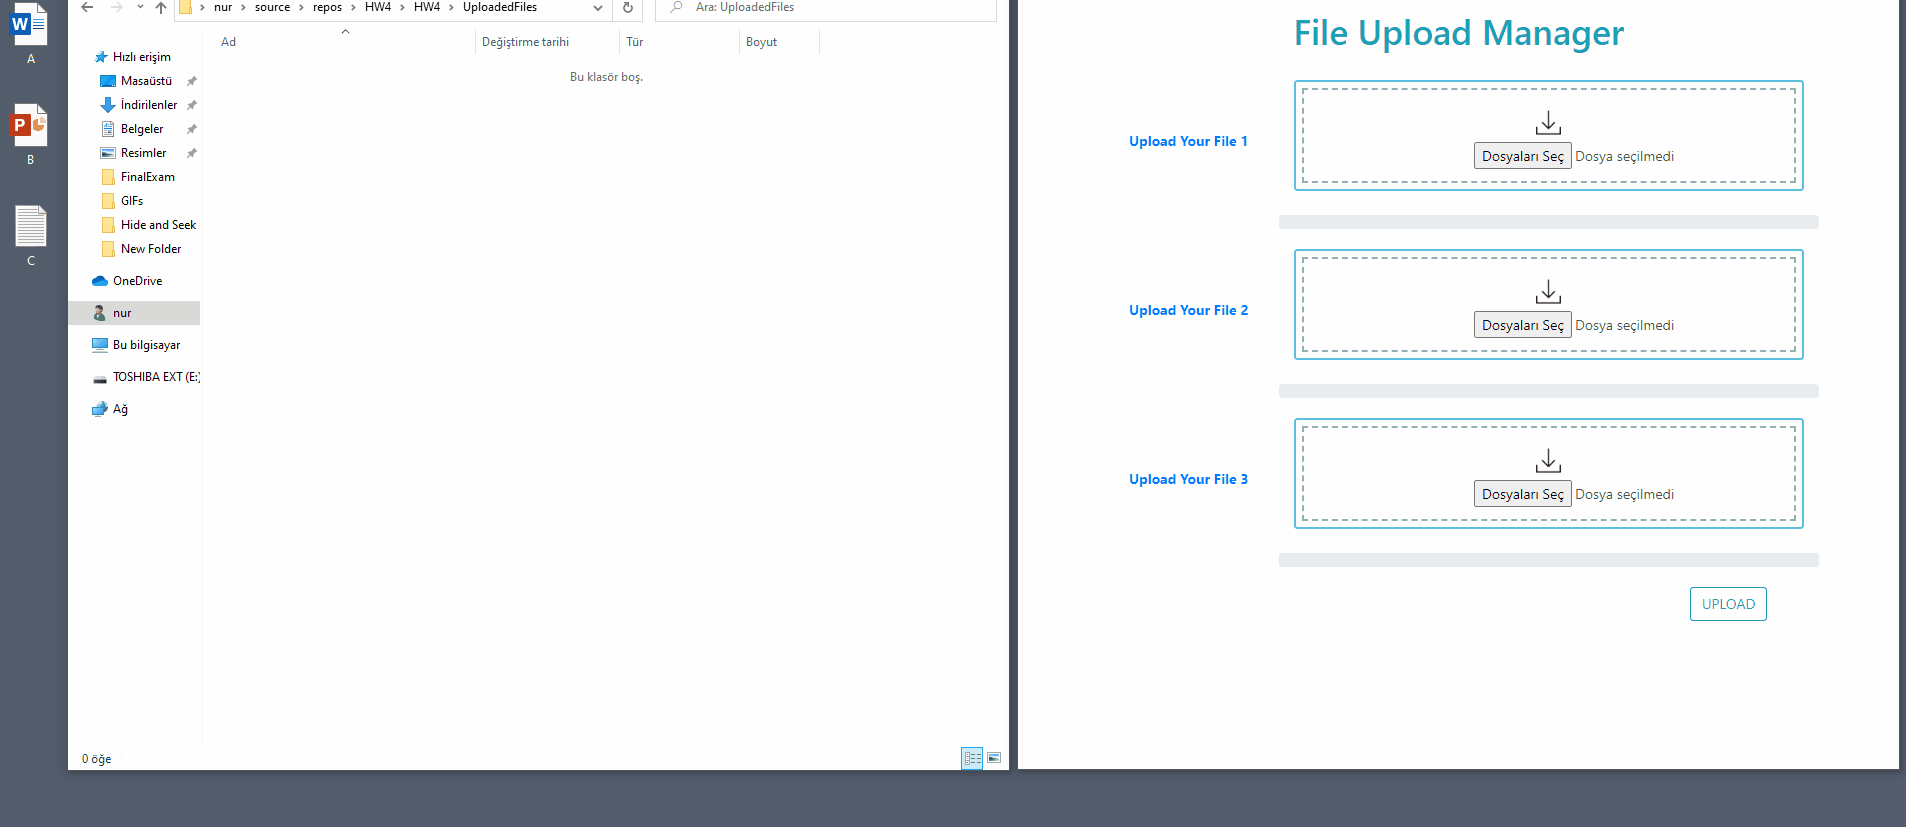 W
A
P
B
C
nur > source > repos > HW4 > HW4 > UploadedFiles
Ara: UploadedFiles
Ad Değiştirme tarihi Tür Boyut
Bu klasör boş.
Hızlı erişim
Masaüstü
İndirilenler
Belgeler
Resimler
FinalExam
GIFs
Hide and Seek
New Folder
OneDrive
nur
Bu bilgisayar
TOSHIBA EXT (E:)
Ağ
0 öğe
File Upload Manager
Upload Your File 1
Dosyaları Seç Dosya seçilmedi
Upload Your File 2
Dosyaları Seç Dosya seçilmedi
Upload Your File 3
Dosyaları Seç Dosya seçilmedi
UPLOAD